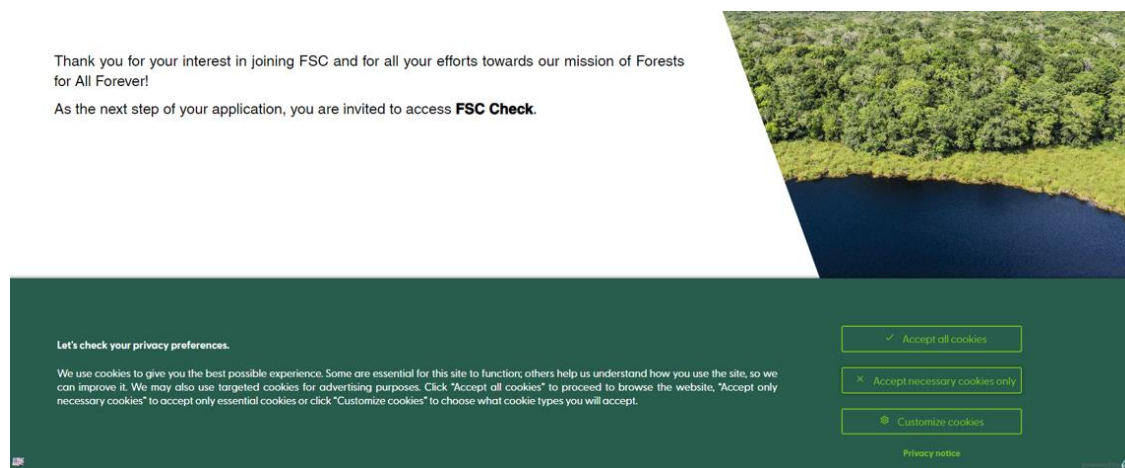 Thank you for your interest in joining FSC and for all your efforts towards our mission of Forests
for All Forever!
As the next step of your application, you are invited to access FSC Check.
Let's check your privacy preferences.
We use cookies to give you the best possible experience. Some are essential for this site to function; others help us understand how you use the site, so we
can improve it. We may also use targeted cookies for advertising purposes. Click "Accept all cookies" to proceed to browse the website, "Accept only
necessary cookies" to accept only essential cookies or click "Customize cookies" to choose what cookie types you will accept.
Accept all cookies
Accept necessary cookies only
Customize cookies
Privacy notice